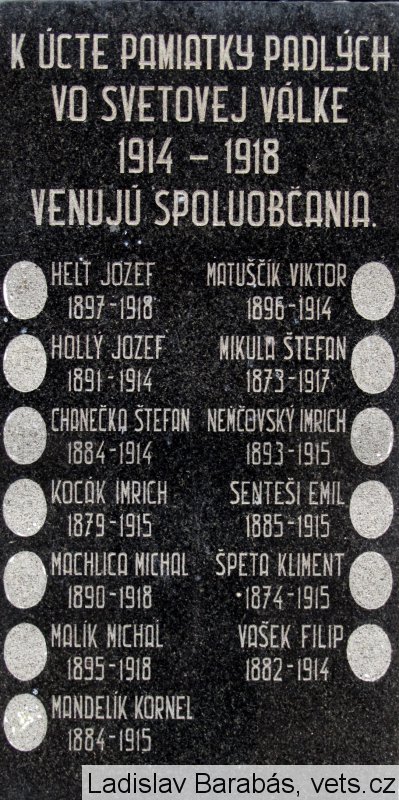 K ÚCTE PAMIATKY PADLÝCH
VO SVETOVEJ VÁLKE
1914 – 1918
VENUJÚ SPOLUOBČANIA.
HELT JOZEF
1897-1918
HOLLÝ JOZEF
1891-1914
CHANEČKA ŠTEFAN
1884-1914
KOCÁK IMRICH
1879-1915
MACHLICA MICHAL
1890-1918
MALÍK MICHAL
1895-1918
MANDELÍK KORNEL
1884-1915
MATUŠČÍK VIKTOR
1896-1914
MIKULA ŠTEFAN
1873-1917
NEMČOVSKÝ IMRICH
1893-1915
SENTEŠI EMIL
1885-1915
ŠPETA KLIMENT
1874-1915
VAŠEK FILIP
1882-1914
Ladislav Barabás, vets.cz